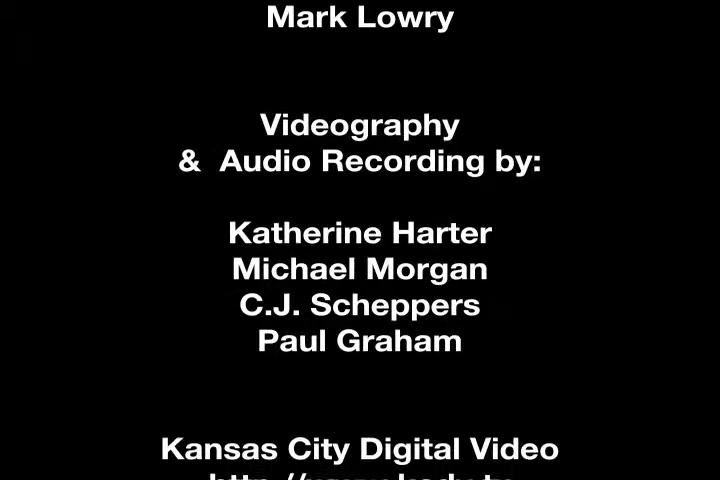 Mark Lowry
Videography
& Audio Recording by:
Katherine Harter
Michael Morgan
C.J. Scheppers
Paul Graham
Kansas City Digital Video